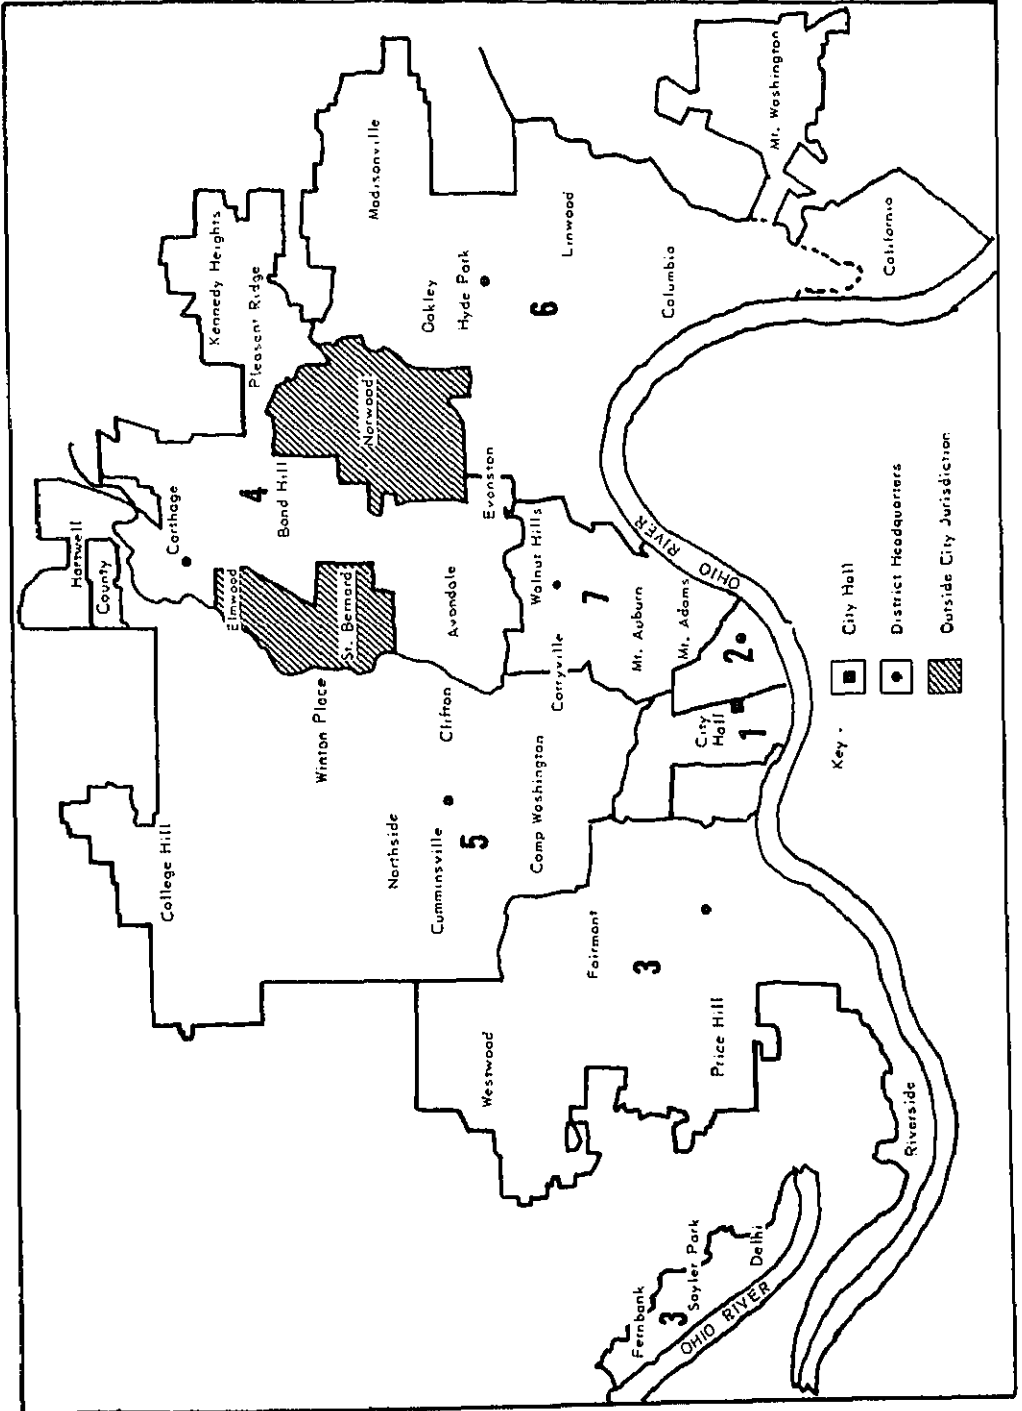 Hartwell
County
College Hill
Carthage
Kennedy Heights
Elmwood
4
Pleasant Ridge
Bond Hill
Winton Place
St. Bernard
Norwood
Madisonville
Northside
Oakley
Cumminsville
Clifton
Avondale
Hyde Park
5
Westwood
Evanston
Camp Washington
Walnut Hills
6
Corryville
Linwood
Fairmont
7
Mt. Auburn
Fernbank
3
Columbia
3
Mt. Adams
Sayler Park
OHIO RIVER
City
Hall
Price Hill
OHIO RIVER
2
1
Delhi
Mt. Washington
California
Riverside
Key -
City Hall
District Headquarters
Outside City Jurisdiction